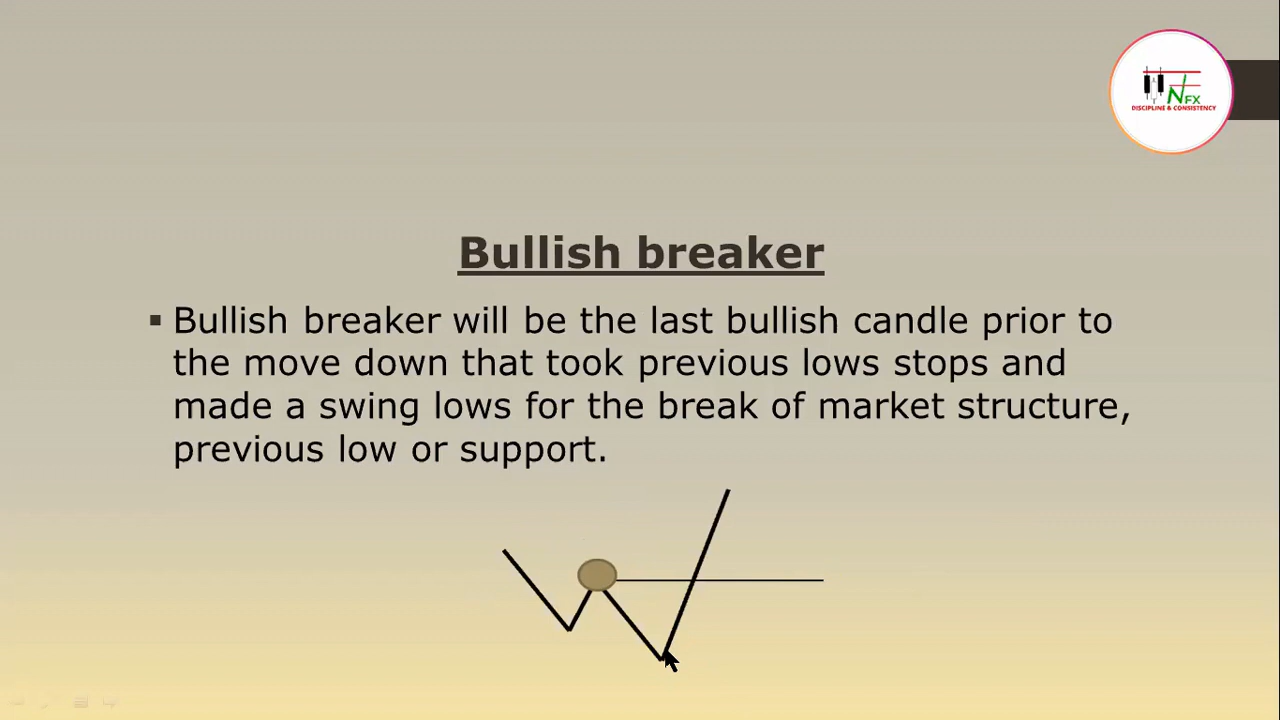 NFX
DISCIPLINE & CONSISTENCY
Bullish breaker
▪ Bullish breaker will be the last bullish candle prior to
the move down that took previous lows stops and
made a swing lows for the break of market structure,
previous low or support.